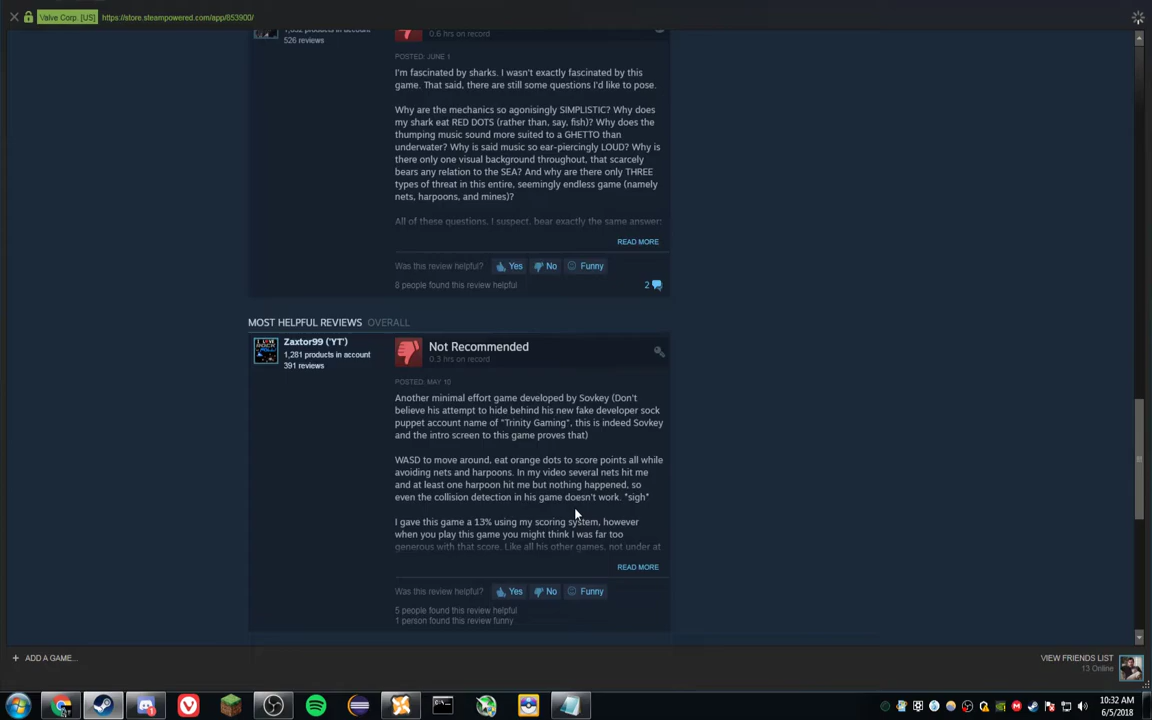 Valve Corp. [US] https://store.steampowered.com/app/853900/
526 reviews
0.6 hrs on record
POSTED: JUNE 1
I'm fascinated by sharks. I wasn't exactly fascinated by this
game. That said, there are still some questions I'd like to pose.
Why are the mechanics so agonisingly SIMPLISTIC? Why does
my shark eat RED DOTS (rather than, say, fish)? Why does the
thumping music sound more suited to a GHETTO than
underwater? Why is said music so ear-piercingly LOUD? Why is
there only one visual background throughout, that scarcely
bears any relation to the SEA? And why are there only THREE
types of threat in this entire, seemingly endless game (namely
nets, harpoons, and mines)?
All of these questions, I suspect, bear exactly the same answer:
READ MORE
Was this review helpful? Yes No Funny
8 people found this review helpful
2
MOST HELPFUL REVIEWS OVERALL
Zaxtor99 ('YT')
1,281 products in account
391 reviews
Not Recommended
0.3 hrs on record
POSTED: MAY 10
Another minimal effort game developed by Sovkey (Don't
believe his attempt to hide behind his new fake developer sock
puppet account name of "Trinity Gaming", this is indeed Sovkey
and the intro screen to this game proves that)
WASD to move around, eat orange dots to score points all while
avoiding nets and harpoons. In my video several nets hit me
and at least one harpoon hit me but nothing happened, so
even the collision detection in his game doesn't work. *sigh*
I gave this game a 13% using my scoring system, however
when you play this game you might think I was far too
generous with that score. Like all his other games, not under at
READ MORE
Was this review helpful? Yes No Funny
5 people found this review helpful
1 person found this review funny
+ ADD A GAME...
VIEW FRIENDS LIST
13 Online
10:32 AM
6/5/2018